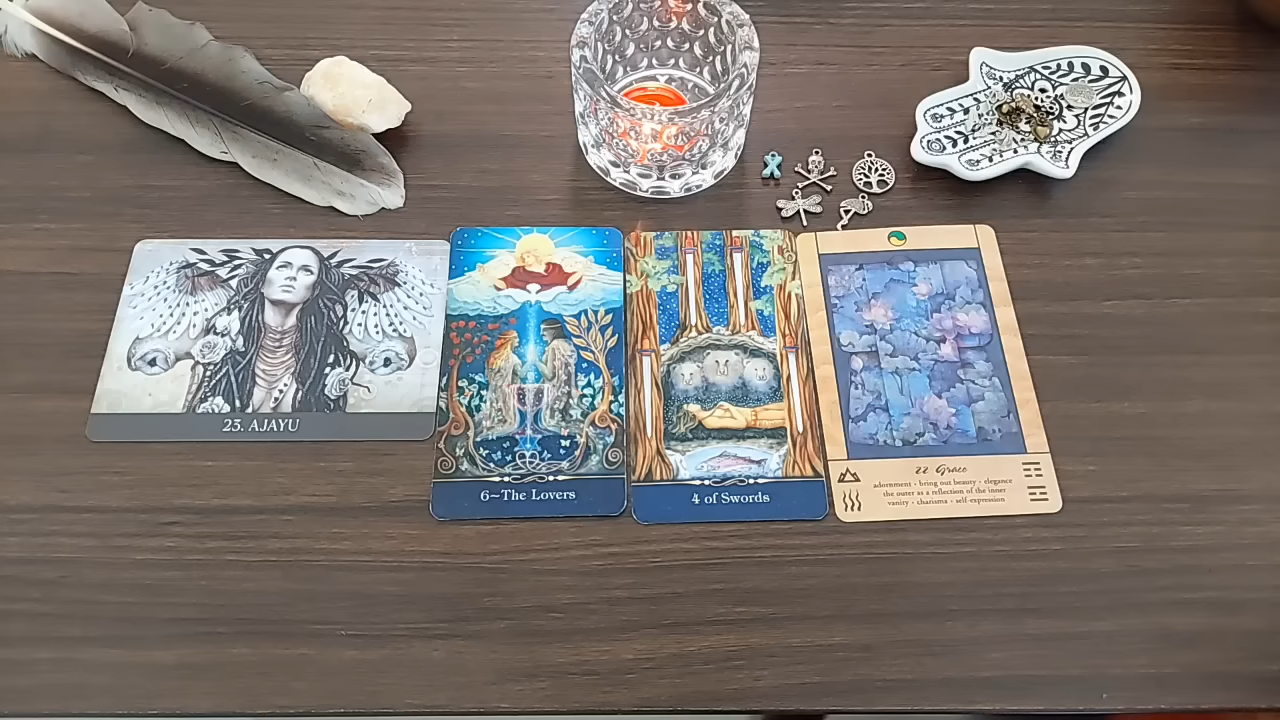 23. AJAYU
6~The Lovers
4 of Swords
22 Grace
adornment • bring out beauty • elegance
the outer as a reflection of the inner
vanity • charisma • self-expression